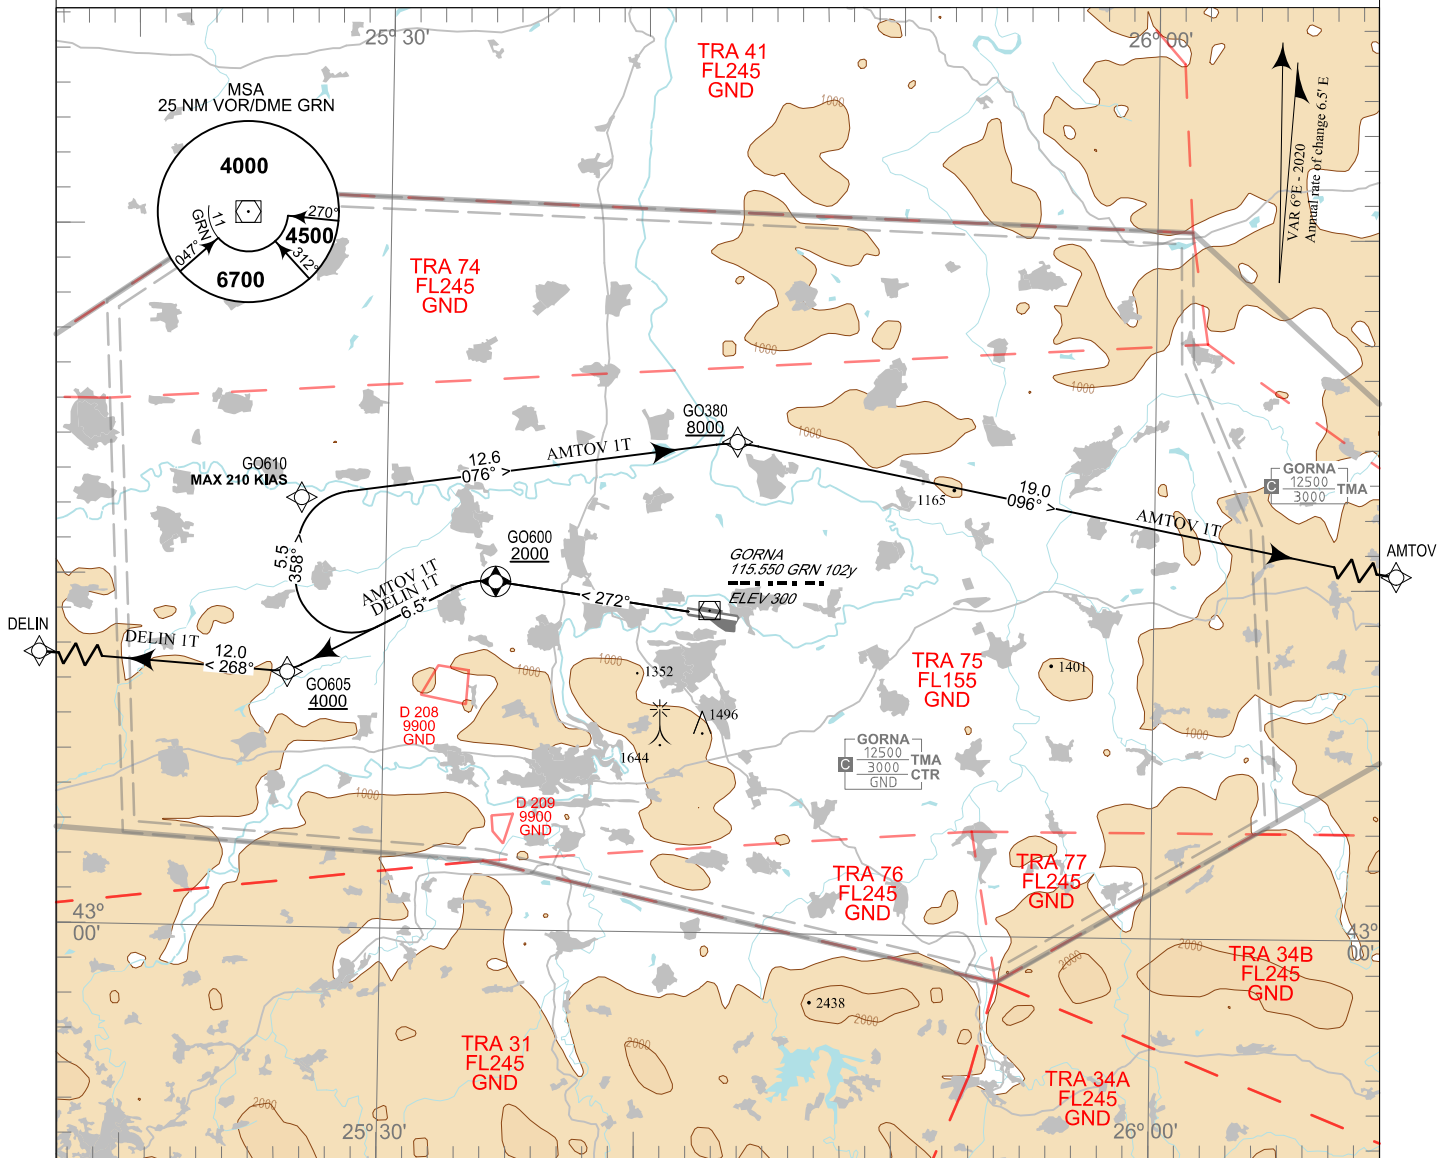 25° 30'
26° 00'
TRA 41
FL245
GND
MSA
25 NM VOR/DME GRN
4000
GRN
11
270°
4500
047°
312°
6700
VAR 6°E - 2020
Annual rate of change 6.5' E
1000
TRA 74
FL245
GND
1000
1000
GO380
8000
1000
GO610
MAX 210 KIAS
12.6
076° >
AMTOV 1T
GORNA
12500
3000
C
TMA
19.0
096° >
1165
AMTOV 1T
AMTOV
GO600
2000
5.5
358° >
AMTOV 1T
DELIN 1T
6.5*
GORNA
115.550 GRN 102y
ELEV 300
< 272°
DELIN
DELIN 1T
12.0
< 268°
GO605
4000
1000
1000
1352
TRA 75
FL155
GND
1401
D 208
9900
GND
1496
1644
1000
GORNA
12500
3000
GND
C
TMA
CTR
1000
D 209
9900
GND
TRA 76
FL245
GND
TRA 77
FL245
GND
43°
00'
43°
00'
2000
2000
TRA 34B
FL245
GND
2438
2000
TRA 31
FL245
GND
2000
2000
TRA 34A
FL245
GND
25° 30'
26° 00'